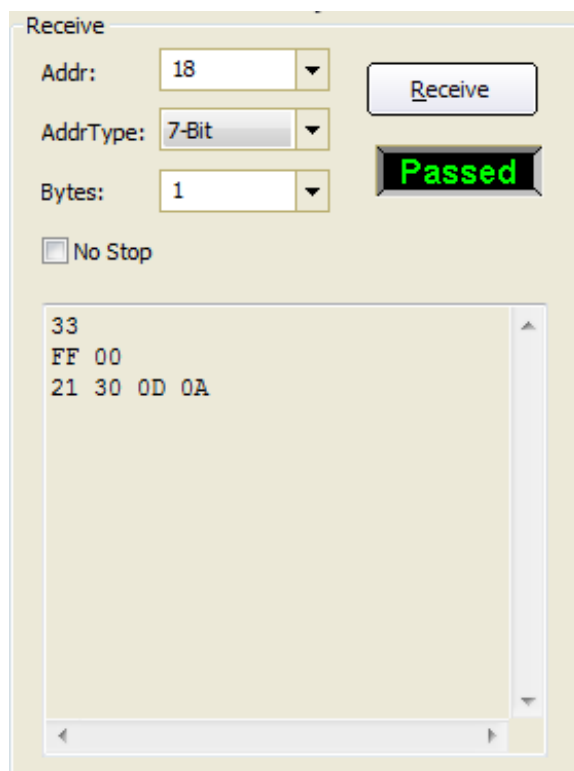 Receive
Addr: 18
Receive
AddrType: 7-Bit
Passed
Bytes: 1
No Stop
33
FF 00
21 30 0D 0A